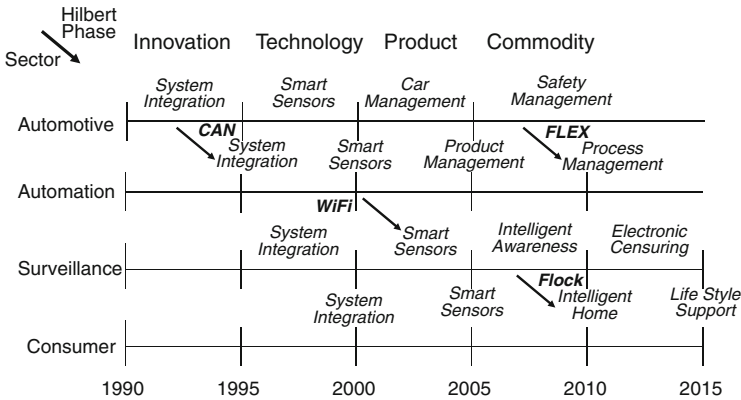 Hilbert
Phase
Sector
Innovation Technology Product Commodity
System
Integration
Smart
Sensors
Car
Management
Safety
Management
Automotive
CAN
FLEX
System
Integration
Smart
Sensors
Product
Management
Process
Management
Automation
WiFi
System
Integration
Smart
Sensors
Intelligent
Awareness
Electronic
Censuring
Surveillance
Flock
System
Integration
Smart
Sensors
Intelligent
Home
Life Style
Support
Consumer
1990 1995 2000 2005 2010 2015